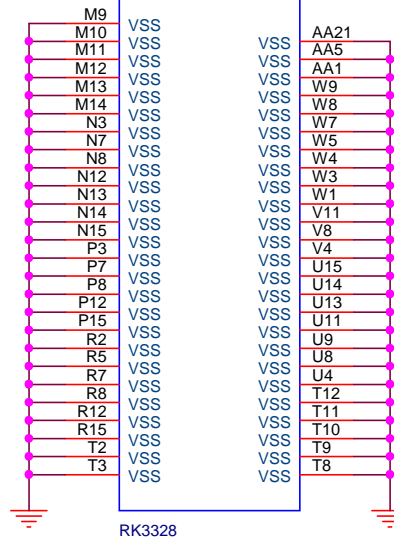 M9 VSS
M10 VSS VSS AA21
M11 VSS VSS AA5
M12 VSS VSS AA1
M13 VSS VSS W9
M14 VSS VSS W8
N3 VSS VSS W7
N7 VSS VSS W5
N8 VSS VSS W4
N12 VSS VSS W3
N13 VSS VSS W1
N14 VSS VSS V11
N15 VSS VSS V8
P3 VSS VSS V4
P7 VSS VSS U15
P8 VSS VSS U14
P12 VSS VSS U13
P15 VSS VSS U11
R2 VSS VSS U9
R5 VSS VSS U8
R7 VSS VSS U4
R8 VSS VSS T12
R12 VSS VSS T11
R15 VSS VSS T10
T2 VSS VSS T9
T3 VSS VSS T8
RK3328